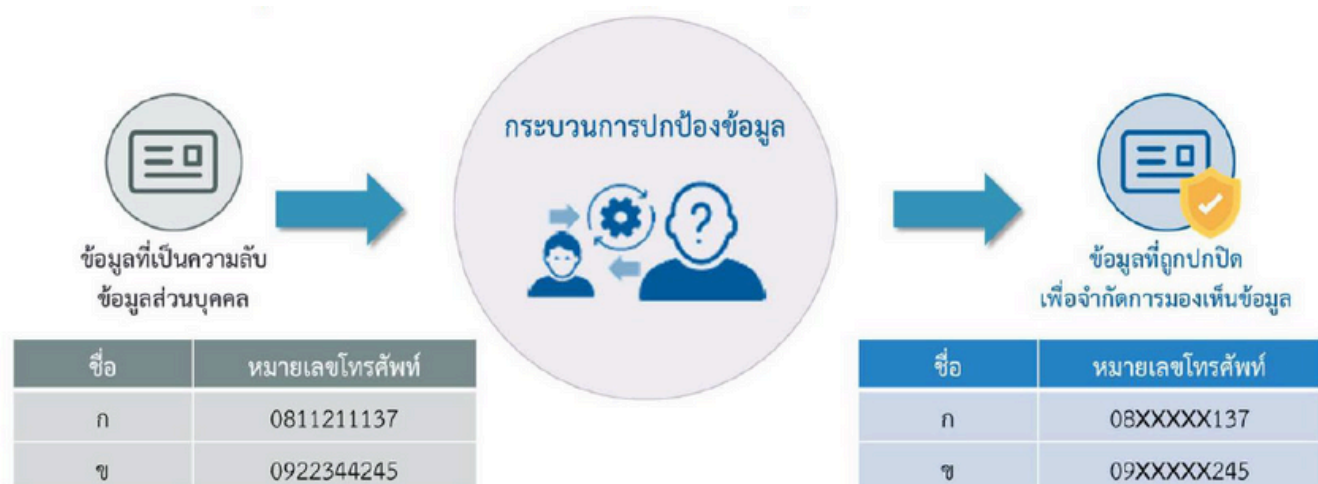 กระบวนการปกป้องข้อมูล
?
ข้อมูลที่เป็นความลับ
ข้อมูลส่วนบุคคล
ข้อมูลที่ถูกปกปิด
เพื่อจำกัดการมองเห็นข้อมูล
ชื่อ หมายเลขโทรศัพท์
ก 0811211137
ข 0922344245
ชื่อ หมายเลขโทรศัพท์
ก 08XXXXX137
ข 09XXXXX245